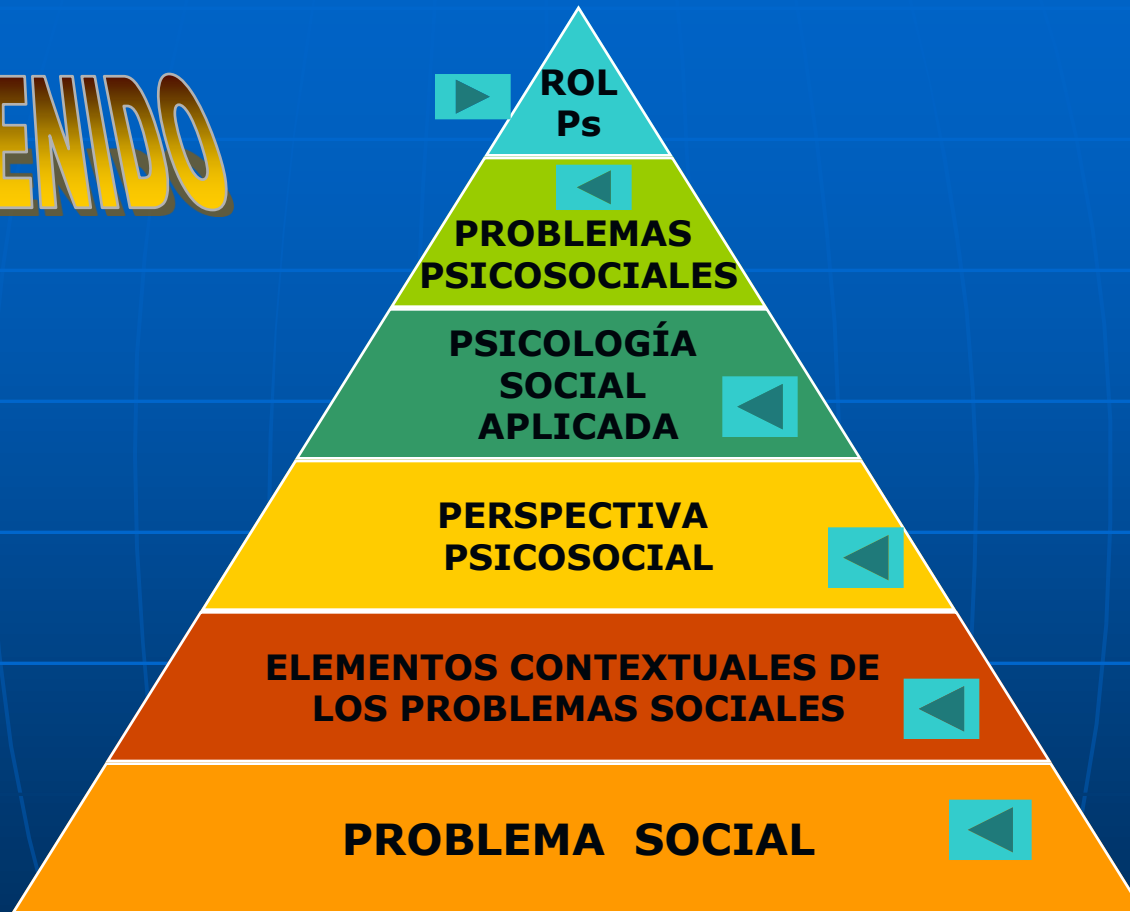 ENIDO
ROL
Ps
PROBLEMAS
PSICOSOCIALES
PSICOLOGÍA
SOCIAL
APLICADA
PERSPECTIVA
PSICOSOCIAL
ELEMENTOS CONTEXTUALES DE
LOS PROBLEMAS SOCIALES
PROBLEMA SOCIAL